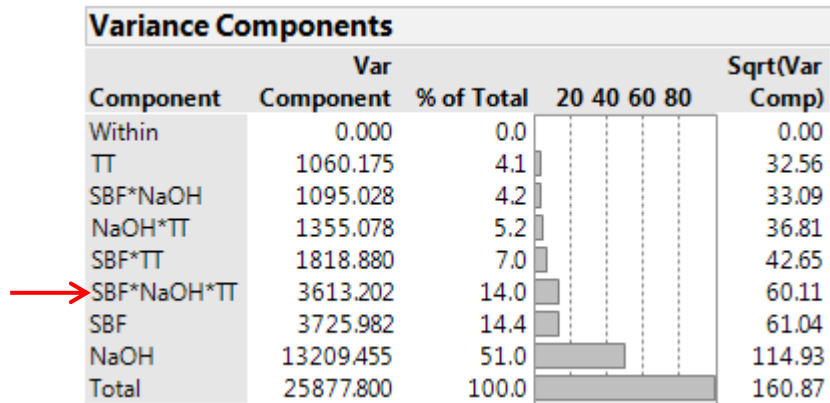 Variance Components
Var Sqrt(Var
Component Component % of Total 20 40 60 80 Comp)
Within 0.000 0.0 0.00
TT 1060.175 4.1 32.56
SBF*NaOH 1095.028 4.2 33.09
NaOH*TT 1355.078 5.2 36.81
SBF*TT 1818.880 7.0 42.65
SBF*NaOH*TT 3613.202 14.0 60.11
SBF 3725.982 14.4 61.04
NaOH 13209.455 51.0 114.93
Total 25877.800 100.0 160.87